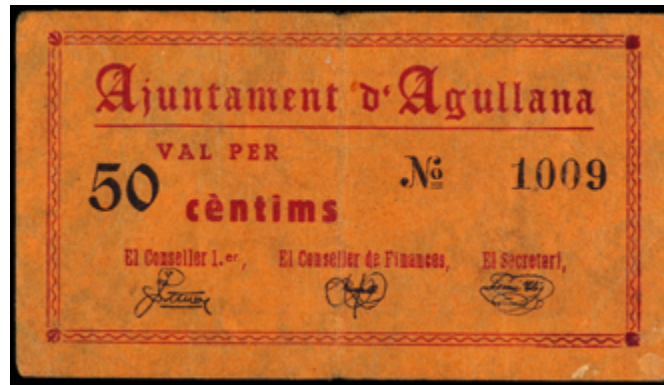 Ajuntament d'Agullana
VAL PER
50 cèntims
Nº 1009
El Conseller 1.er, El Conseller de Finances, El Secretari,